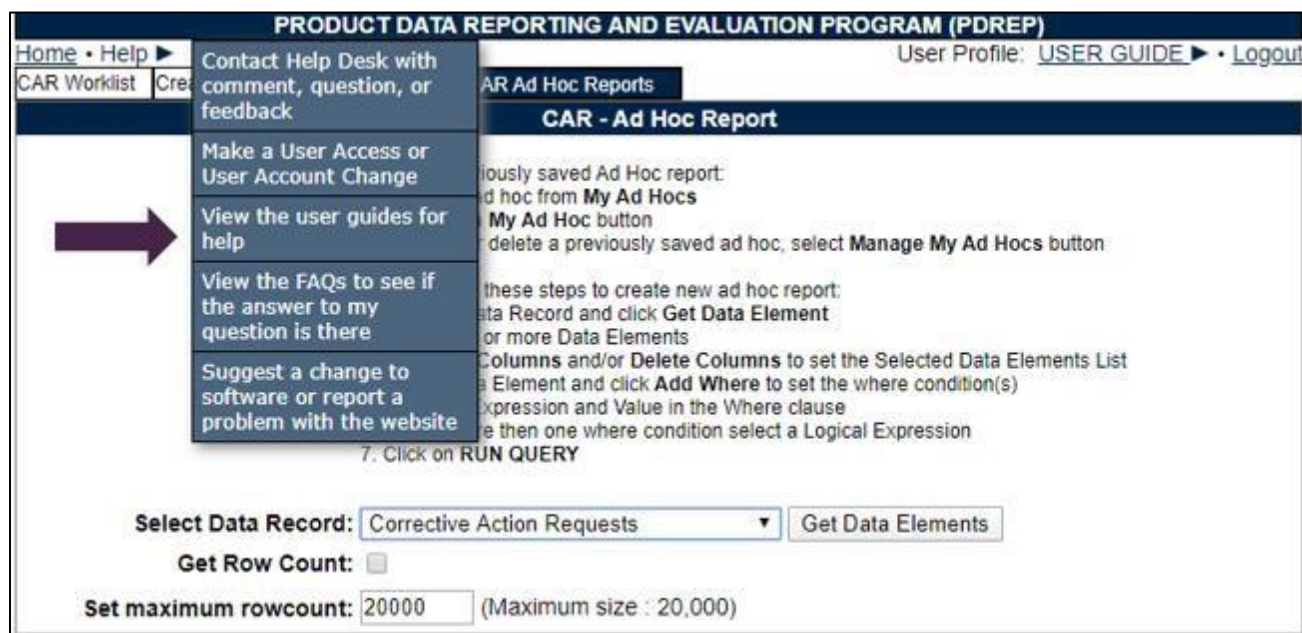 PRODUCT DATA REPORTING AND EVALUATION PROGRAM (PDREP)
Home • Help ▶ User Profile: USER GUIDE ▶ • Logout
CAR Worklist Cre AR Ad Hoc Reports
Contact Help Desk with
comment, question, or
feedback
Make a User Access or
User Account Change
View the user guides for
help
View the FAQs to see if
the answer to my
question is there
Suggest a change to
software or report a
problem with the website
CAR - Ad Hoc Report
iously saved Ad Hoc report:
ad hoc from My Ad Hocs
My Ad Hoc button
delete a previously saved ad hoc, select Manage My Ad Hocs button
these steps to create new ad hoc report:
ata Record and click Get Data Element
or more Data Elements
Columns and/or Delete Columns to set the Selected Data Elements List
Element and click Add Where to set the where condition(s)
xpression and Value in the Where clause
re then one where condition select a Logical Expression
7. Click on RUN QUERY
Select Data Record: Corrective Action Requests ▼ Get Data Elements
Get Row Count:
Set maximum rowcount: 20000 (Maximum size : 20,000)